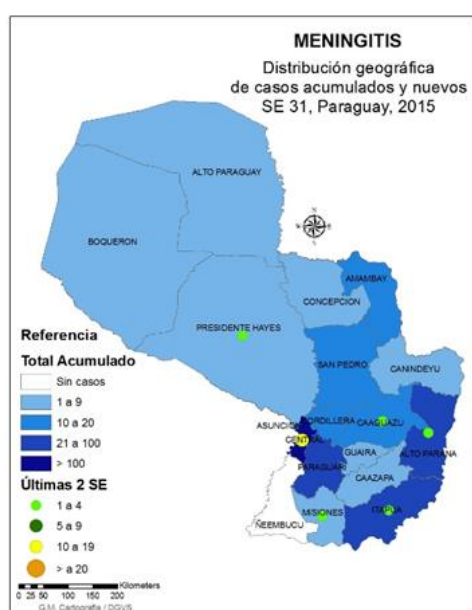 MENINGITIS
Distribución geográfica
de casos acumulados y nuevos
SE 31, Paraguay, 2015
ALTO PARAGUAY
BOQUERON
AMAMBAY
CONCEPCION
PRESIDENTE HAYES
SAN PEDRO
CANINDEYU
ASUNCION
CORDILLERA
CAAGUAZU
CENTRAL
ALTO PARANA
PARAGUARI
GUAIRA
CAAZAPA
MISIONES
ITAPUA
ÑEEMBUCU
Referencia
Total Acumulado
Sin casos
1 a 9
10 a 20
21 a 100
> 100
Últimas 2 SE
1 a 4
5 a 9
10 a 19
> a 20
Kilometers
0 25 50 100 150 200
G.M. Cartografia / DGVS